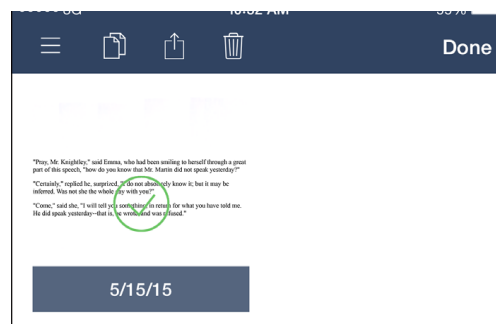 Done
"Pray, Mr. Knightley," said Emma, who had been smiling to herself through a great
part of this speech, "how do you know that Mr. Martin did not speak yesterday?"
"Certainly," replied he, surprized, "I do not absolutely know it; but it may be
inferred. Was not she the whole day with you?"
"Come," said she, "I will tell you something, in return for what you have told me.
He did speak yesterday--that is, he wrote, and was refused."
5/15/15